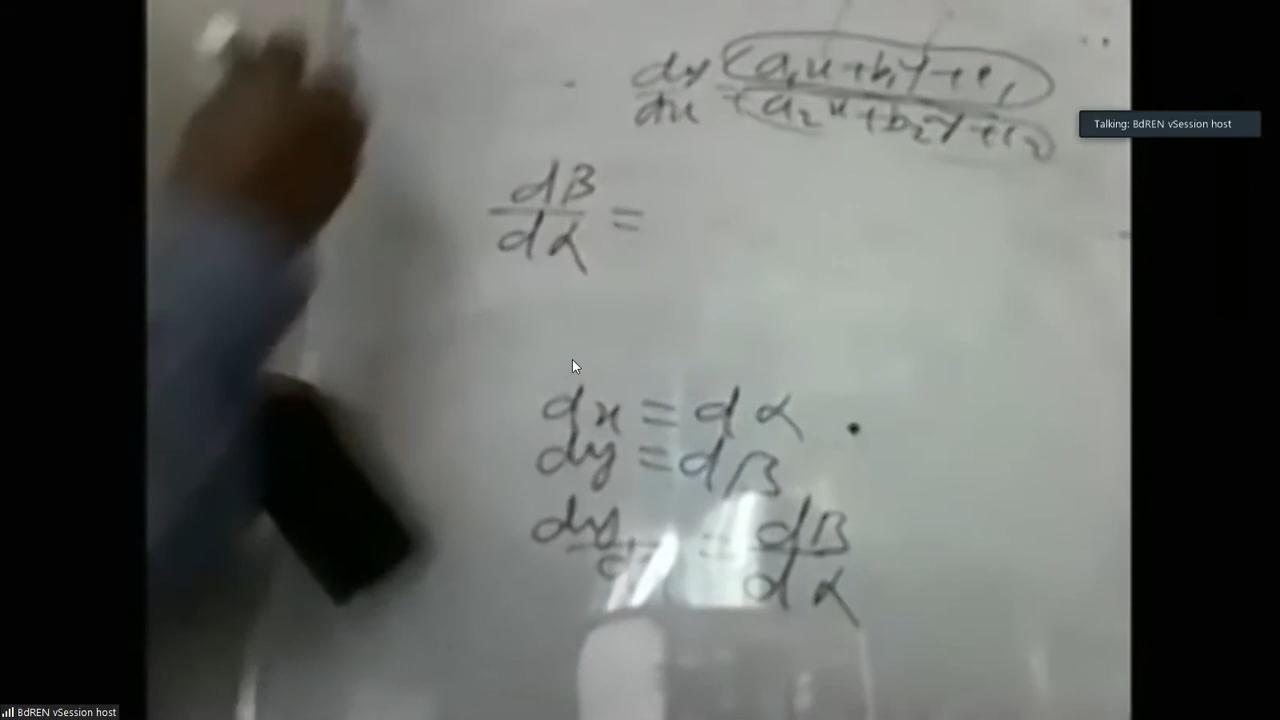 dy/dx = (a₁x+b₁y+c₁)/(a₂x+b₂y+c₂)
Talking: BdREN vSession host
dβ/dα =
dx = dα
dy = dβ
dy/ = dβ/dα
BdREN vSession host